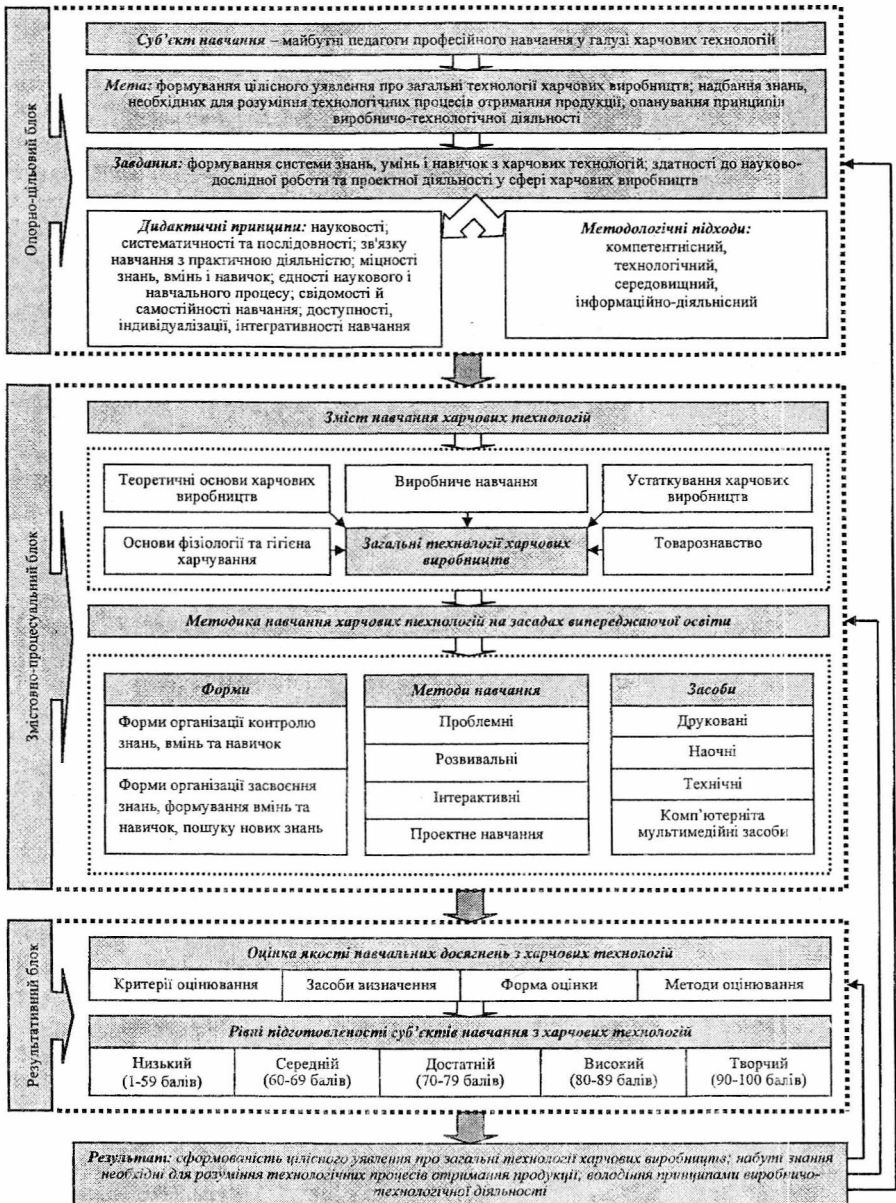 Опорно-цільовий блок
Суб'єкт навчання – майбутні педагоги професійного навчання у галузі харчових технологій
Мета: формування цілісного уявлення про загальні технології харчових виробництв; надбання знань,
необхідних для розуміння технологічних процесів отримання продукції; опанування принципів
виробничо-технологічної діяльності
Завдання: формування системи знань, умінь і навичок з харчових технологій; здатності до науково-
дослідної роботи та проектної діяльності у сфері харчових виробництв
Дидактичні принципи: науковості;
систематичності та послідовності; зв'язку
навчання з практичною діяльністю; міцності
знань, вмінь і навичок; єдності наукового і
навчального процесу; свідомості й
самостійності навчання; доступності,
індивідуалізації, інтегративності навчання
Методологічні підходи:
компетентнісний,
технологічний,
середовищний,
інформаційно-діяльнісний
Змістовно-процесуальний блок
Зміст навчання харчових технологій
Теоретичні основи харчових
виробництв
Виробниче навчання
Устаткування харчових
виробництв
Основи фізіології та гігієна
харчування
Загальні технології харчових
виробництв
Товарознавство
Методика навчання харчових технологій на засадах випереджаючої освіти
Форми
Форми організації контролю
знань, вмінь та навичок
Форми організації засвоєння
знань, формування вмінь та
навичок, пошуку нових знань
Методи навчання
Проблемні
Розвивальні
Інтерактивні
Проектне навчання
Засоби
Друковані
Наочні
Технічні
Комп'ютерніта
мультимедійні засоби
Результативний блок
Оцінка якості навчальних досягнень з харчових технологій
Критерії оцінювання
Засоби визначення
Форма оцінки
Методи оцінювання
Рівні підготовленості суб'єктів навчання з харчових технологій
Низький
(1-59 балів)
Середній
(60-69 балів)
Достатній
(70-79 балів)
Високий
(80-89 балів)
Творчий
(90-100 балів)
Результат: сформованість цілісного уявлення про загальні технології харчових виробництв; набуті знання
необхідні для розуміння технологічних процесів отримання продукції; володіння принципами виробничо-
технологічної діяльності